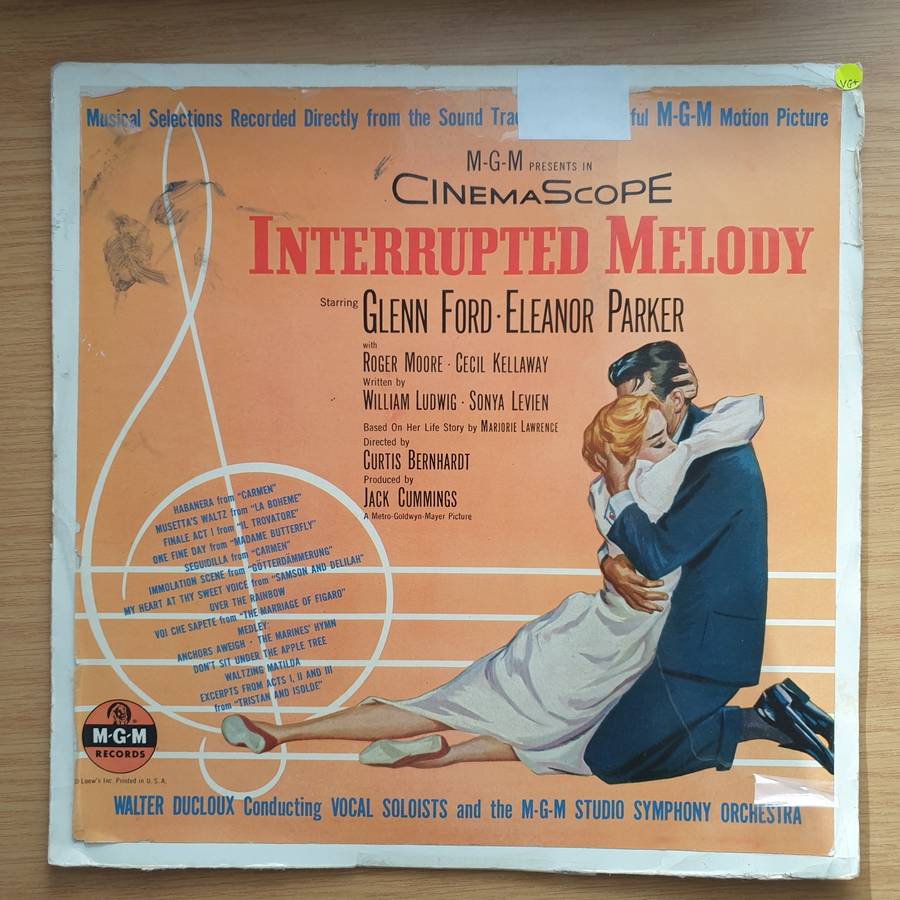 VG+
Musical Selections Recorded Directly from the Sound Trac ful M-G-M Motion Picture
M-G-M PRESENTS IN
CINEMASCOPE
INTERRUPTED MELODY
Starring GLENN FORD · ELEANOR PARKER
with
ROGER MOORE · CECIL KELLAWAY
Written by
WILLIAM LUDWIG · SONYA LEVIEN
Based On Her Life Story by MARJORIE LAWRENCE
Directed by
CURTIS BERNHARDT
Produced by
JACK CUMMINGS
A Metro-Goldwyn-Mayer Picture
HABANERA from "CARMEN"
MUSETTA'S WALTZ from "LA BOHEME"
FINALE ACT I from "IL TROVATORE"
ONE FINE DAY from "MADAME BUTTERFLY"
SEGUIDILLA from "CARMEN"
IMMOLATION SCENE from "GÖTTERDÄMMERUNG"
MY HEART AT THY SWEET VOICE from "SAMSON AND DELILAH"
OVER THE RAINBOW
VOI CHE SAPETE from "THE MARRIAGE OF FIGARO"
MEDLEY:
ANCHORS AWEIGH · THE MARINES' HYMN
DON'T SIT UNDER THE APPLE TREE
WALTZING MATILDA
EXCERPTS FROM ACTS I, II AND III
from "TRISTAN AND ISOLDE"
M-G-M
RECORDS
© Loew's Inc. Printed in U.S.A.
WALTER DUCLOUX Conducting VOCAL SOLOISTS and the M-G-M STUDIO SYMPHONY ORCHESTRA